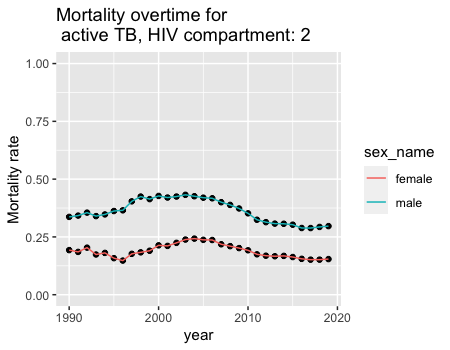 Mortality overtime for
active TB, HIV compartment: 2
1.00
0.75
0.50
0.25
0.00
Mortality rate
1990
2000
2010
2020
year
sex_name
female
male